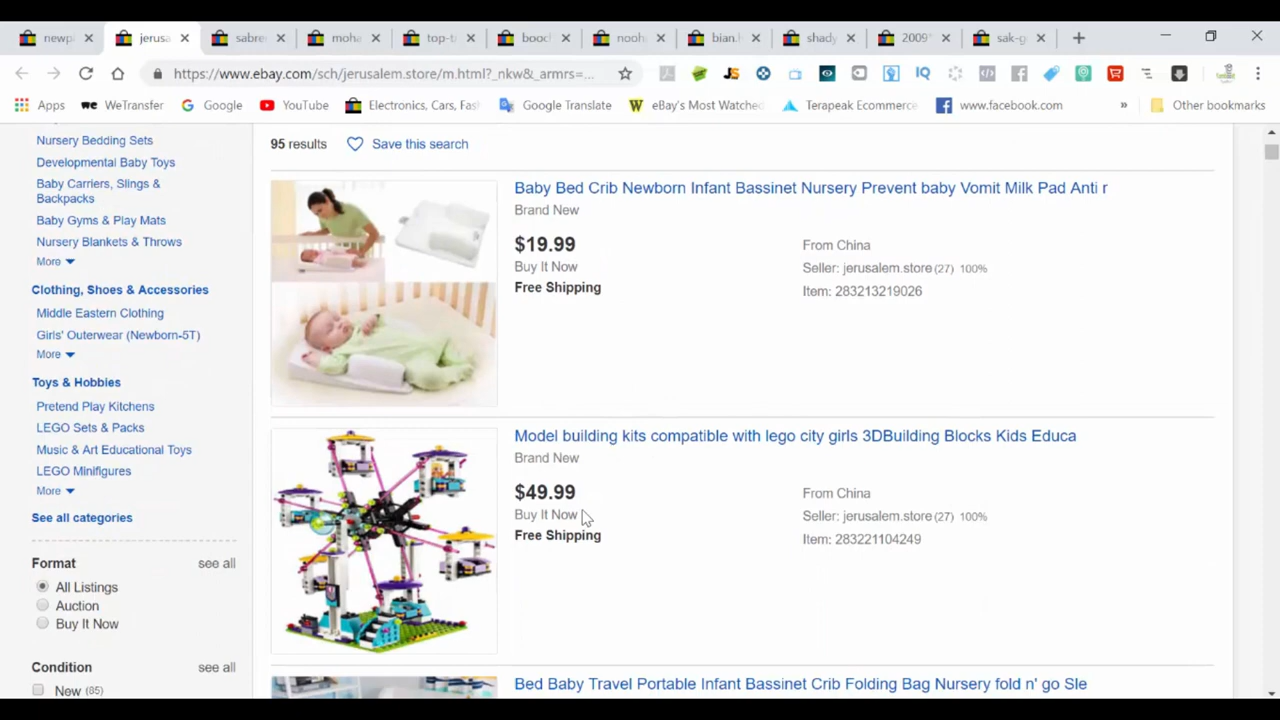 newp
jerusa
sabre
moha
top-t
booc
nooh
bian.
shady
2009
sak-g
https://www.ebay.com/sch/jerusalem.store/m.html?_nkw&_armrs=...
Apps WeTransfer Google YouTube Electronics, Cars, Fas Google Translate eBay's Most Watched Terapeak Ecommerce www.facebook.com » Other bookmarks
Nursery Bedding Sets
Developmental Baby Toys
Baby Carriers, Slings &
Backpacks
Baby Gyms & Play Mats
Nursery Blankets & Throws
More
Clothing, Shoes & Accessories
Middle Eastern Clothing
Girls' Outerwear (Newborn-5T)
More
Toys & Hobbies
Pretend Play Kitchens
LEGO Sets & Packs
Music & Art Educational Toys
LEGO Minifigures
More
See all categories
Format see all
All Listings
Auction
Buy It Now
Condition see all
New (85)
95 results Save this search
Baby Bed Crib Newborn Infant Bassinet Nursery Prevent baby Vomit Milk Pad Anti r
Brand New
$19.99
Buy It Now
Free Shipping
From China
Seller: jerusalem.store (27) 100%
Item: 283213219026
Model building kits compatible with lego city girls 3DBuilding Blocks Kids Educa
Brand New
$49.99
Buy It Now
Free Shipping
From China
Seller: jerusalem.store (27) 100%
Item: 283221104249
Bed Baby Travel Portable Infant Bassinet Crib Folding Bag Nursery fold n' go Sle